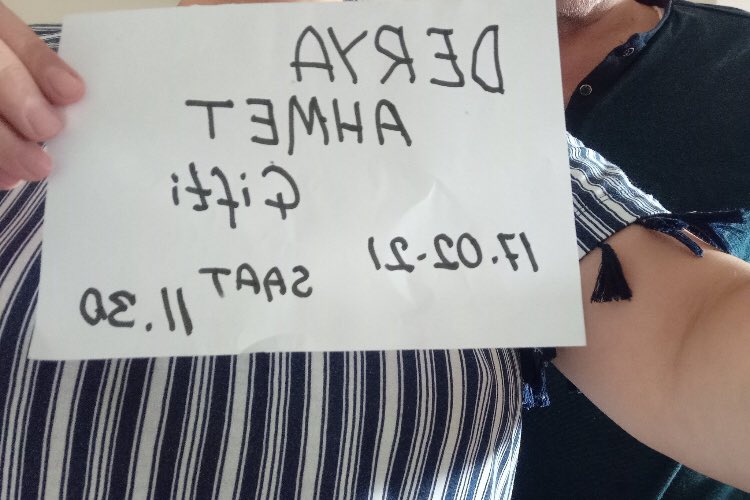 DERYA
AHMET
Çifti
17.02.21
SAAT 11.30